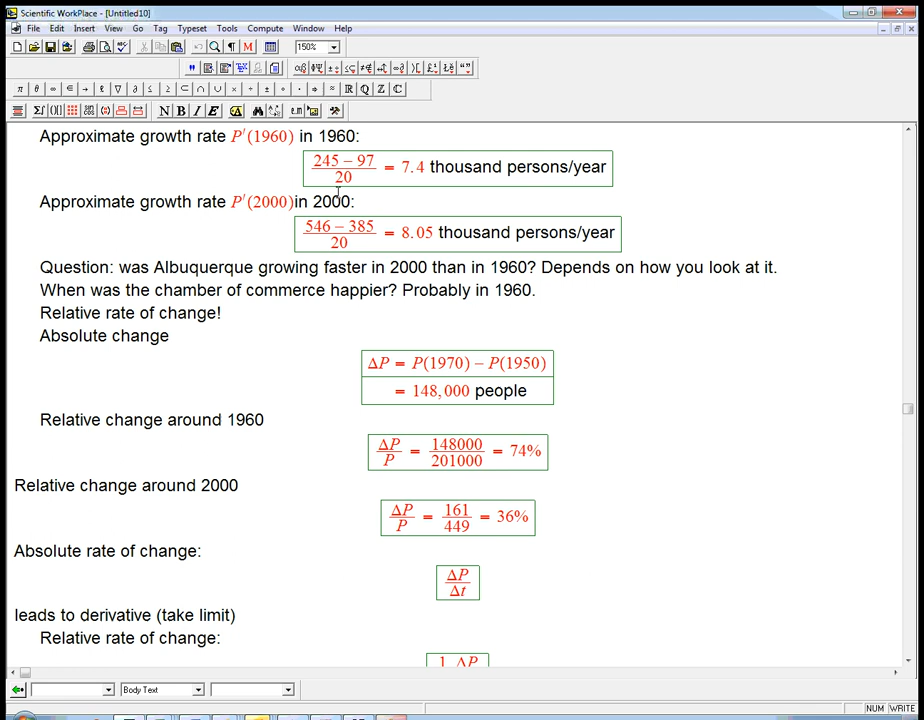 Scientific WorkPlace - [Untitled10]
File Edit Insert View Go Tag Typeset Tools Compute Window Help
150%
Approximate growth rate P′(1960) in 1960:
245 − 97
20 = 7.4 thousand persons/year
Approximate growth rate P′(2000)in 2000:
546 − 385
20 = 8.05 thousand persons/year
Question: was Albuquerque growing faster in 2000 than in 1960? Depends on how you look at it.
When was the chamber of commerce happier? Probably in 1960.
Relative rate of change!
Absolute change
ΔP = P(1970) − P(1950)
= 148,000 people
Relative change around 1960
ΔP/P = 148000/201000 = 74%
Relative change around 2000
ΔP/P = 161/449 = 36%
Absolute rate of change:
ΔP/Δt
leads to derivative (take limit)
Relative rate of change:
1 ΔP
Body Text
NUM WRITE